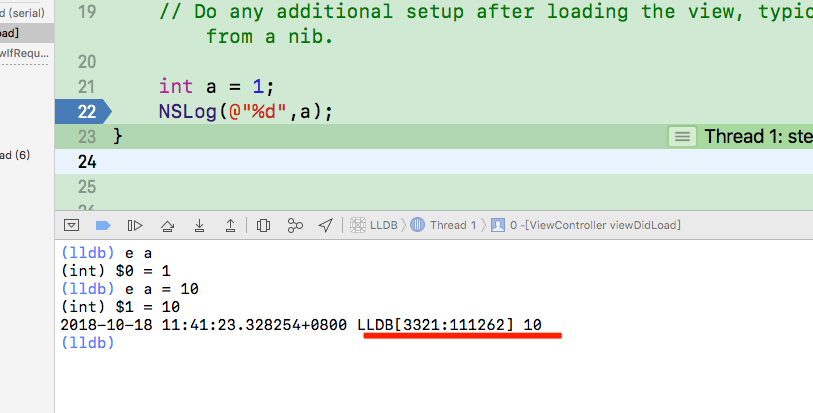 d (serial)
oad]
wIfRequ...
ad (6)
19 // Do any additional setup after loading the view, typic
from a nib.
20
21 int a = 1;
22 NSLog(@"%d",a);
23 } Thread 1: ste
24
25
LLDB 〉 Thread 1 〉 0 -[ViewController viewDidLoad]
(lldb) e a
(int) $0 = 1
(lldb) e a = 10
(int) $1 = 10
2018-10-18 11:41:23.328254+0800 LLDB[3321:111262] 10
(lldb)